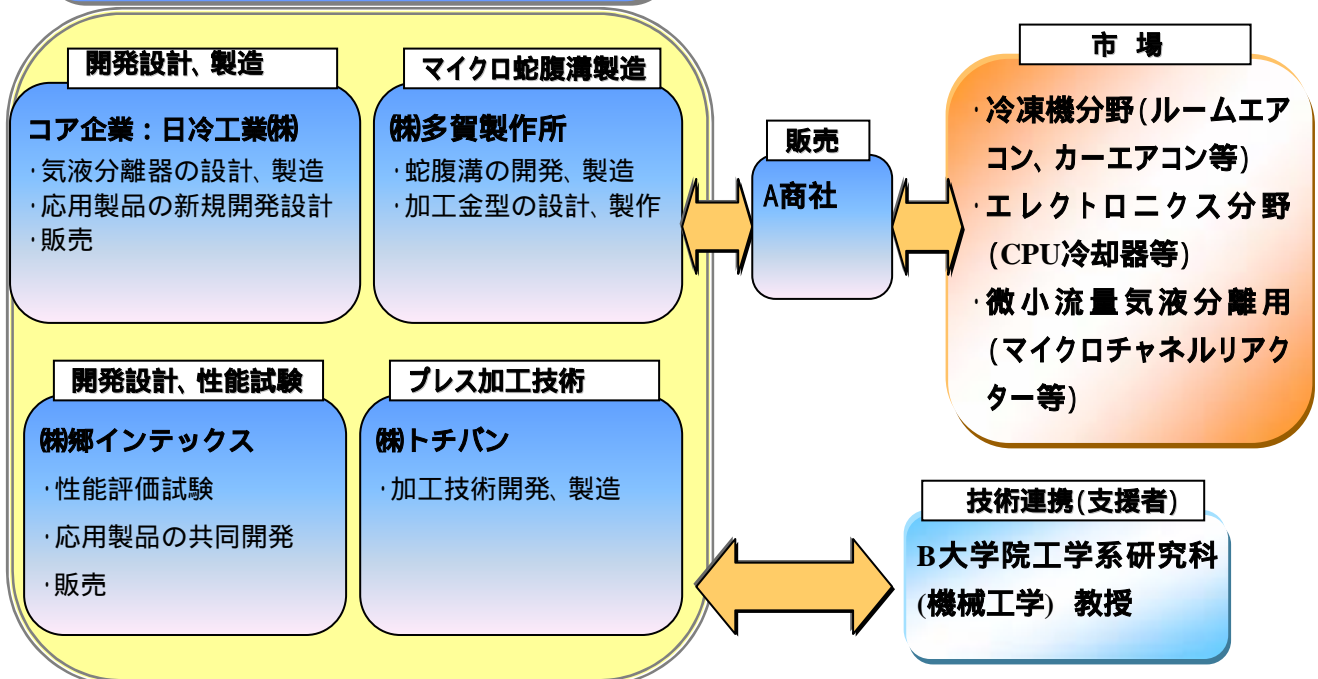 開発設計、製造
コア企業：日冷工業㈱
･気液分離器の設計、製造
･応用製品の新規開発設計
･販売
マイクロ蛇腹溝製造
㈱多賀製作所
･蛇腹溝の開発、製造
･加工金型の設計、製作
開発設計、性能試験
㈱郷インテックス
･性能評価試験
･応用製品の共同開発
･販売
プレス加工技術
㈱トチバン
･加工技術開発、製造
販売
A商社
市 場
･冷凍機分野(ルームエア
コン、カーエアコン等)
･エレクトロニクス分野
(CPU冷却器等)
･微小流量気液分離用
(マイクロチャネルリアク
ター等)
技術連携(支援者)
B大学院工学系研究科
(機械工学) 教授